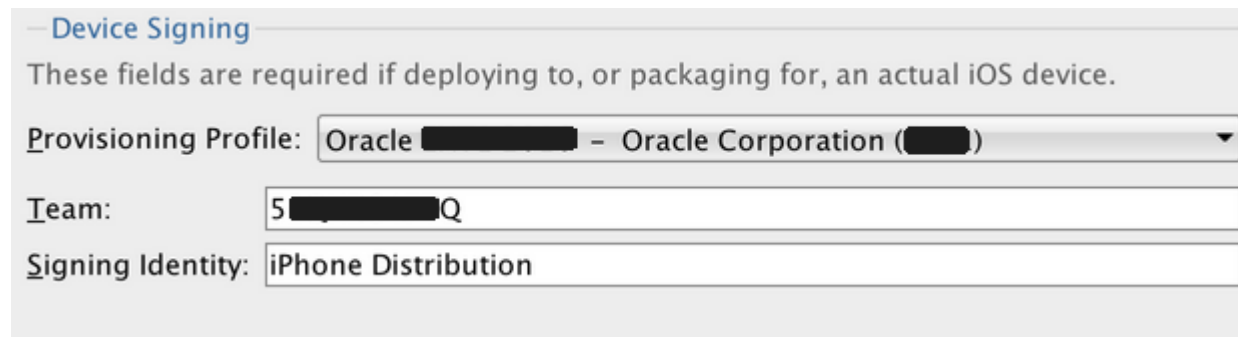 Device Signing
These fields are required if deploying to, or packaging for, an actual iOS device.
Provisioning Profile: Oracle – Oracle Corporation ( )
Team: 5 Q
Signing Identity: iPhone Distribution